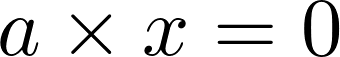 a × x = 0